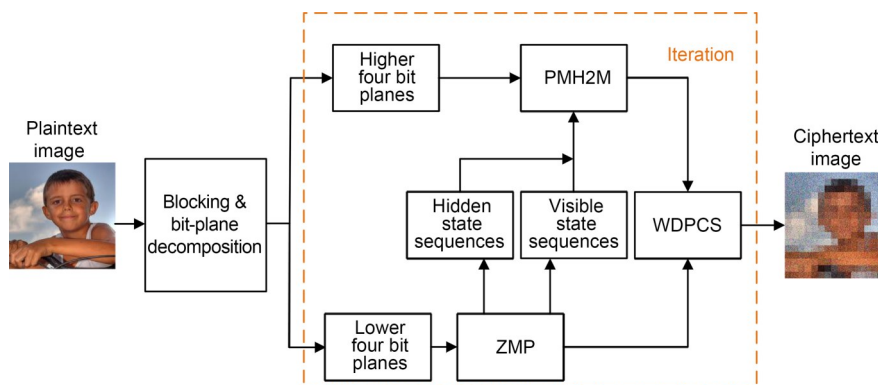 Plaintext
image
Blocking &
bit-plane
decomposition
Iteration
Higher
four bit
planes
PMH2M
Hidden
state
sequences
Visible
state
sequences
WDPCS
Lower
four bit
planes
ZMP
Ciphertext
image